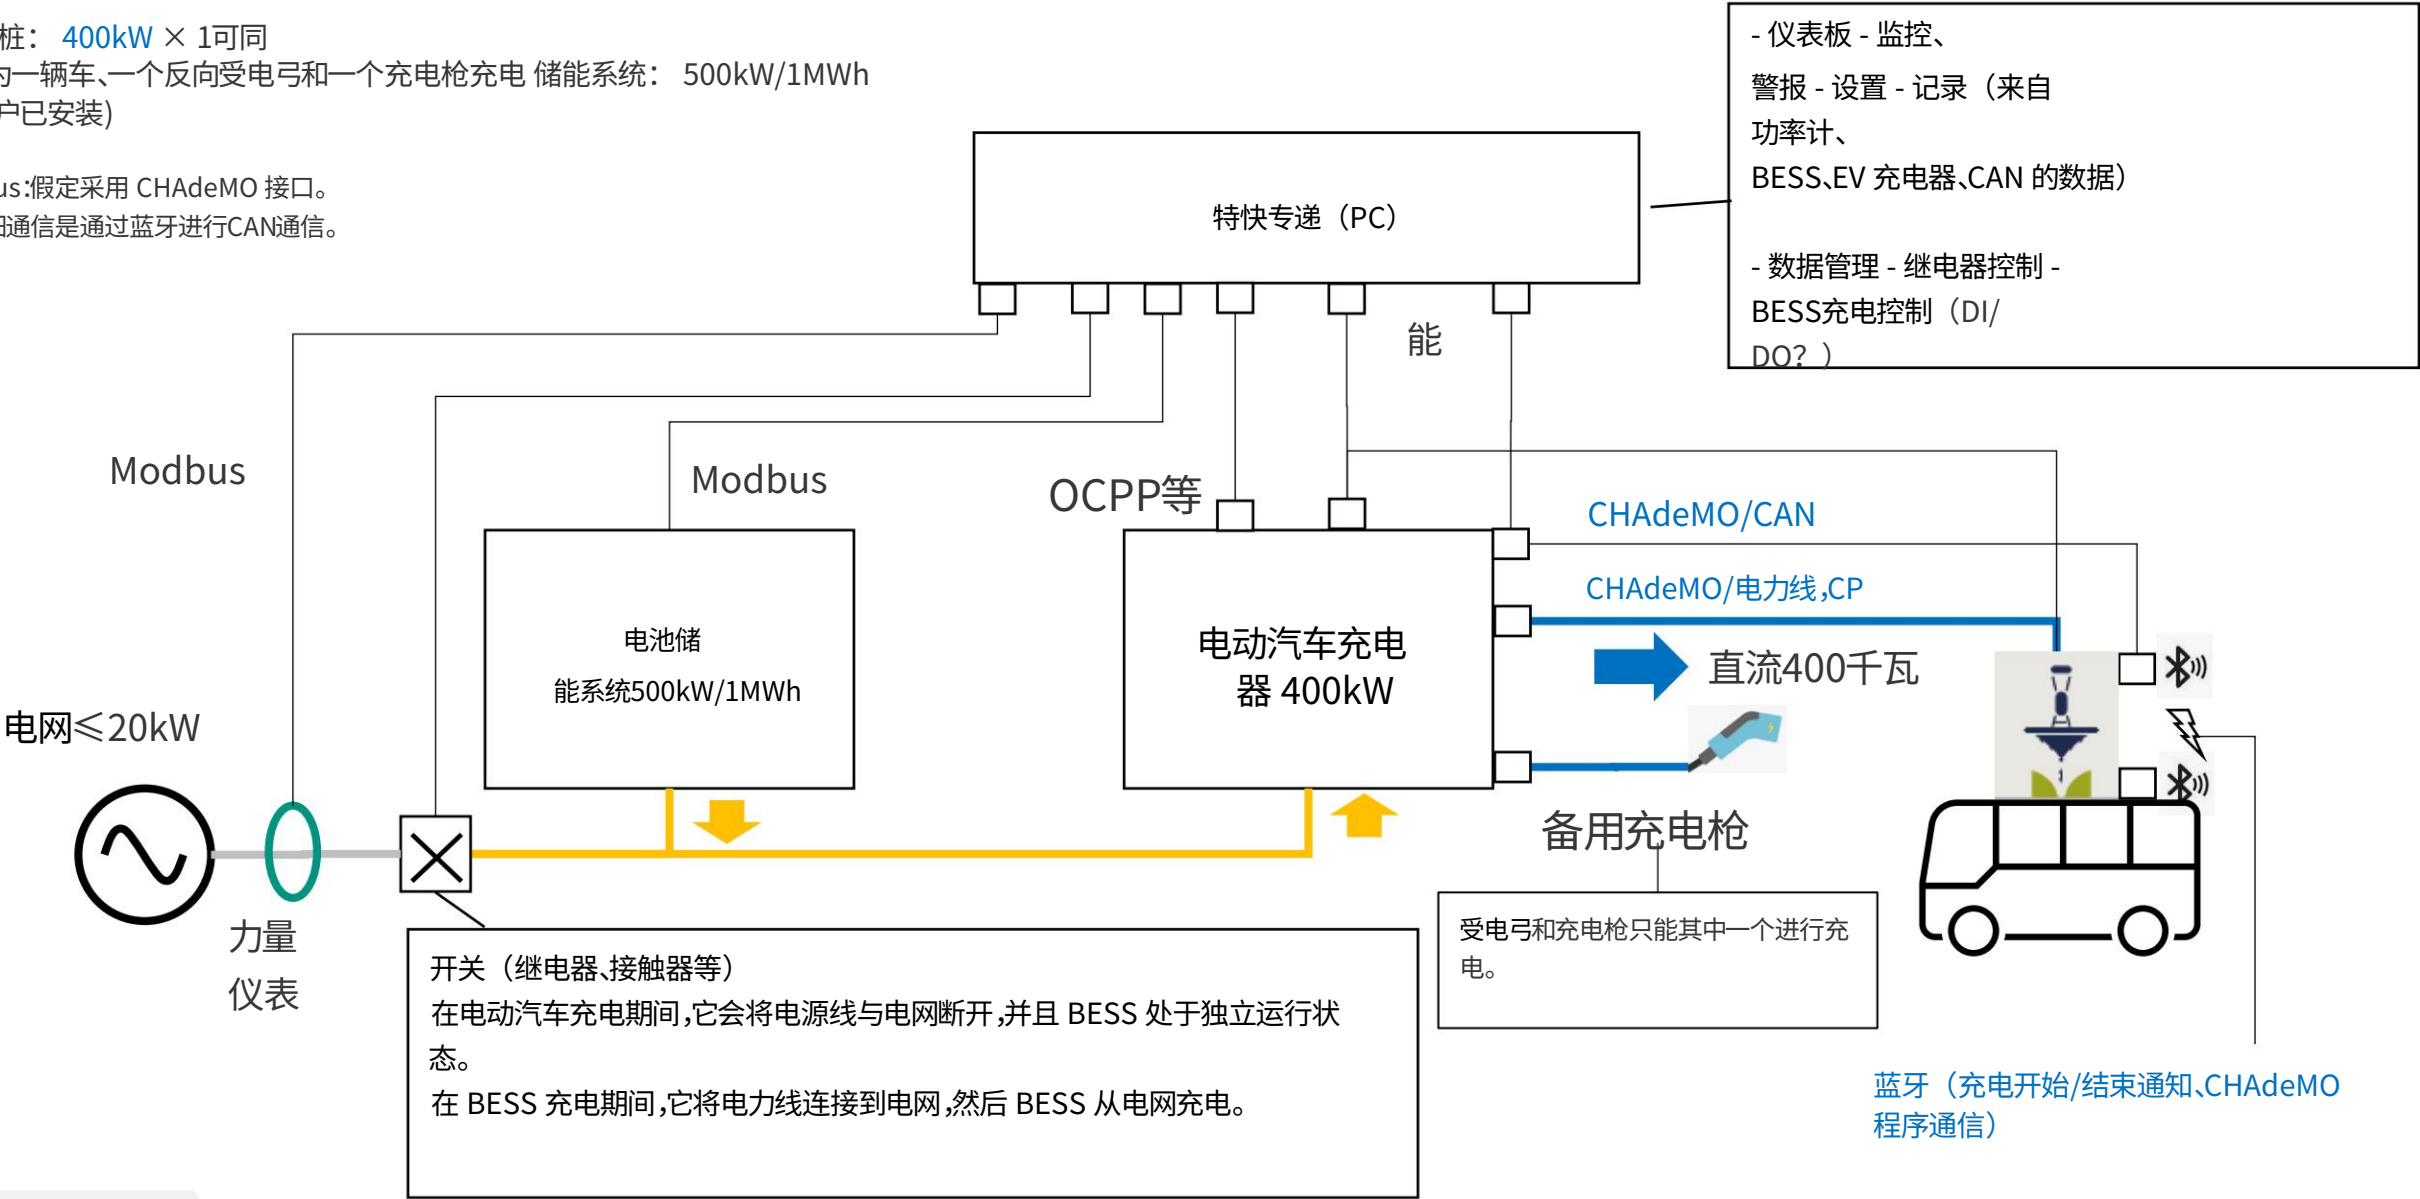 桩： 400kW × 1可同
为一辆车、一个反向受电弓和一个充电枪充电 储能系统： 500kW/1MWh
户已安装)
us:假定采用 CHAdeMO 接口。
通信是通过蓝牙进行CAN通信。
- 仪表板 - 监控、
警报 - 设置 - 记录（来自
功率计、
BESS、EV 充电器、CAN 的数据）
- 数据管理 - 继电器控制 -
BESS充电控制（DI/
DO？）
特快专递（PC）
能
Modbus
Modbus
OCPP等
CHAdeMO/CAN
CHAdeMO/电力线,CP
电池储
能系统500kW/1MWh
电动汽车充电
器 400kW
直流400千瓦
电网≤20kW
备用充电枪
力量
仪表
受电弓和充电枪只能其中一个进行充
电。
开关（继电器、接触器等）
在电动汽车充电期间,它会将电源线与电网断开,并且 BESS 处于独立运行状
态。
在 BESS 充电期间,它将电力线连接到电网,然后 BESS 从电网充电。
蓝牙（充电开始/结束通知、CHAdeMO
程序通信）